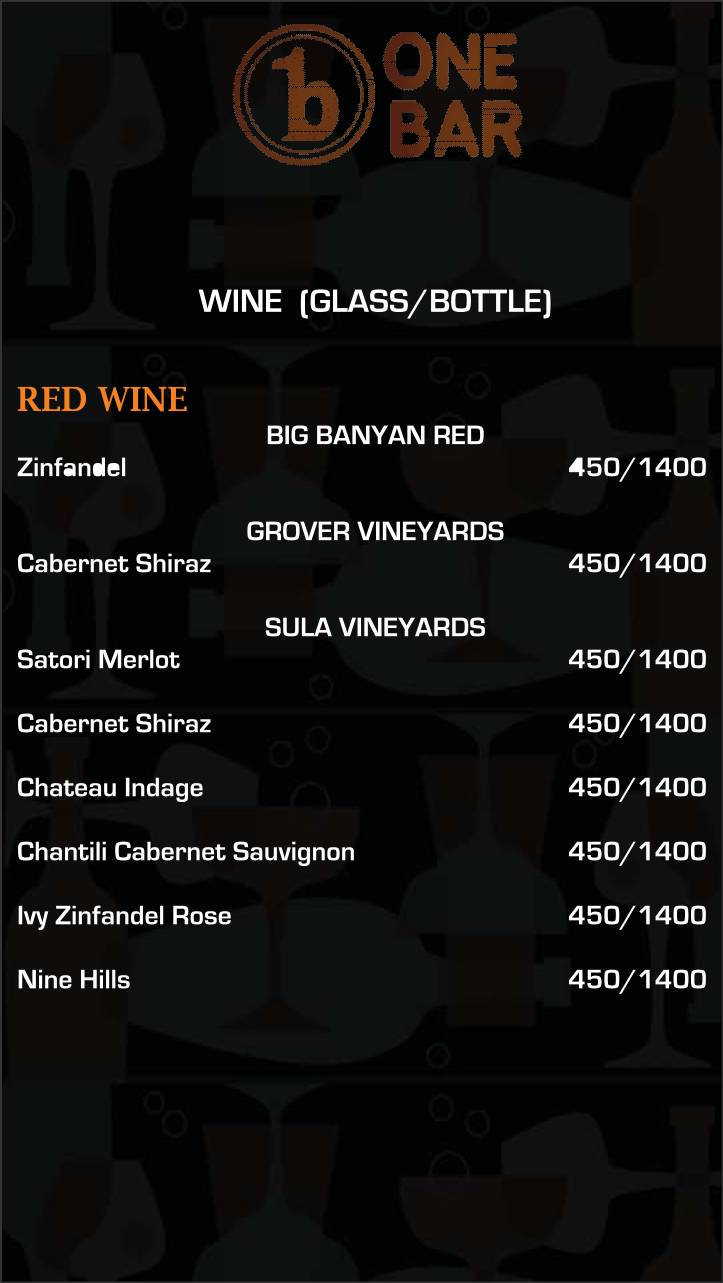 1b ONE
BAR
WINE (GLASS/BOTTLE)
RED WINE
BIG BANYAN RED
Zinfandel 450/1400
GROVER VINEYARDS
Cabernet Shiraz 450/1400
SULA VINEYARDS
Satori Merlot 450/1400
Cabernet Shiraz 450/1400
Chateau Indage 450/1400
Chantili Cabernet Sauvignon 450/1400
Ivy Zinfandel Rose 450/1400
Nine Hills 450/1400